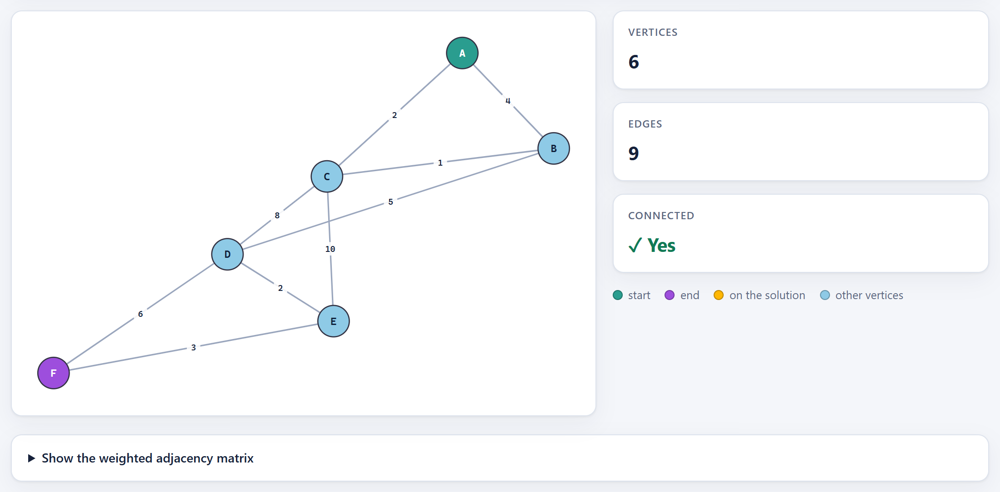 A
4
2
B
1
C
5
8
10
D
2
6
E
3
F
VERTICES
6
EDGES
9
CONNECTED
✓ Yes
start end on the solution other vertices
▶ Show the weighted adjacency matrix